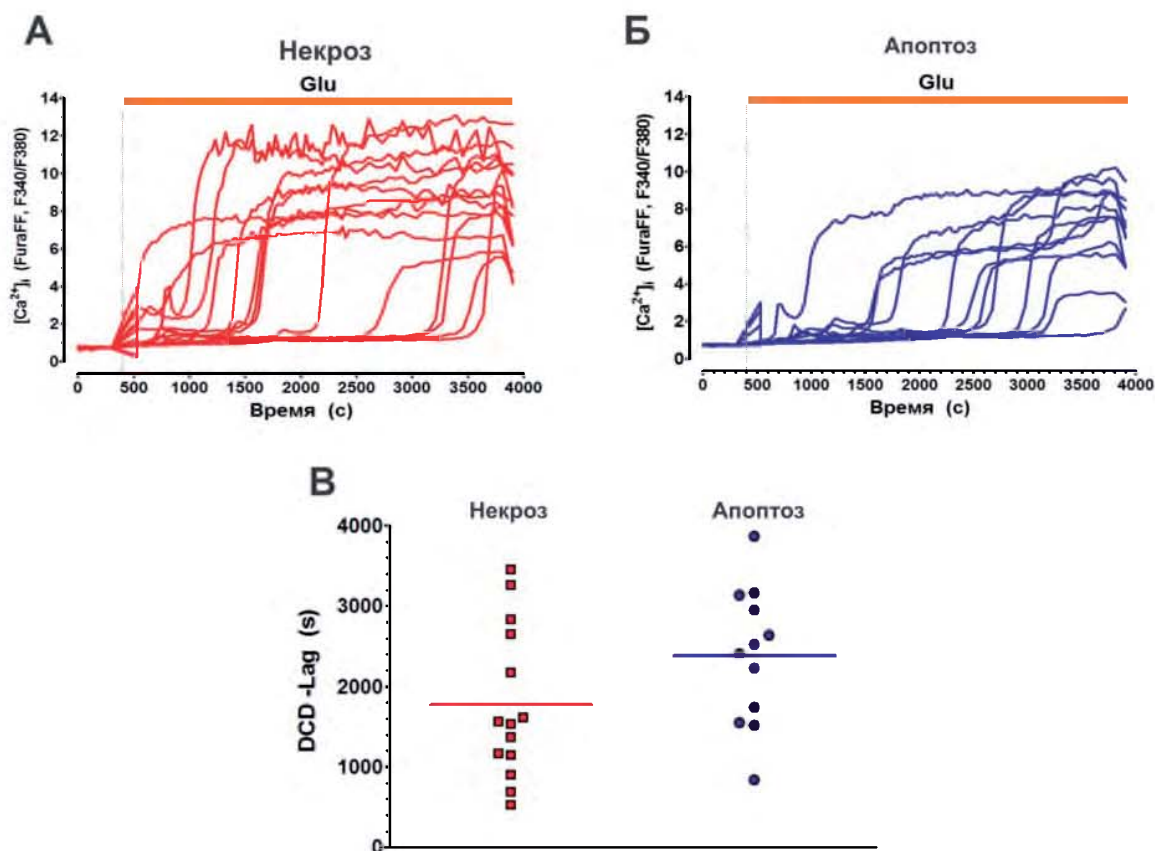 А
Некроз
Glu
[Ca²⁺]ᵢ (FuraFF, F340/F380)
14
12
10
8
6
4
2
0
0 500 1000 1500 2000 2500 3000 3500 4000
Время (с)
Б
Апоптоз
Glu
[Ca²⁺]ᵢ (FuraFF, F340/F380)
14
12
10
8
6
4
2
0
0 500 1000 1500 2000 2500 3000 3500 4000
Время (с)
В
Некроз Апоптоз
DCD -Lag (s)
4000
3000
2000
1000
0